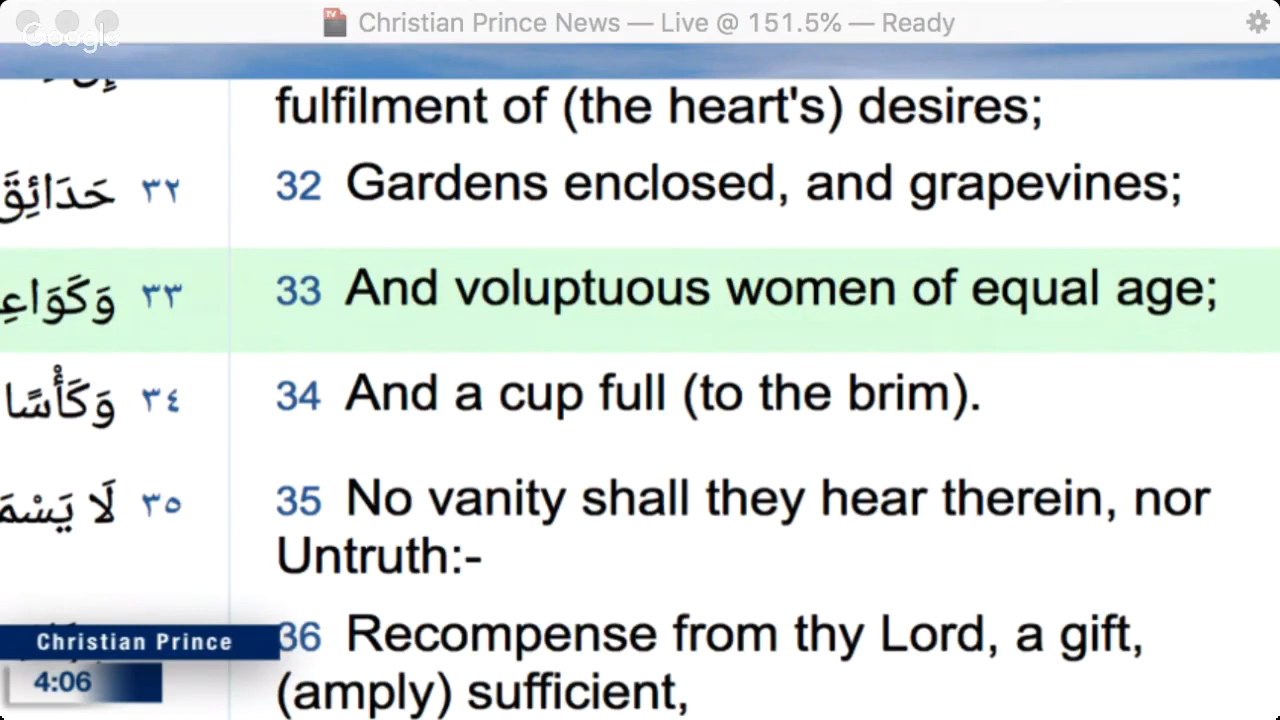 Google
Christian Prince News — Live @ 151.5% — Ready
fulfilment of (the heart's) desires;
حَدَائِقَ ٣٢
32 Gardens enclosed, and grapevines;
٣٣
33 And voluptuous women of equal age;
وَكَأْسًا ٣٤
34 And a cup full (to the brim).
لَا ٣٥
35 No vanity shall they hear therein, nor
Untruth:-
36 Recompense from thy Lord, a gift,
(amply) sufficient,
Christian Prince
4:06